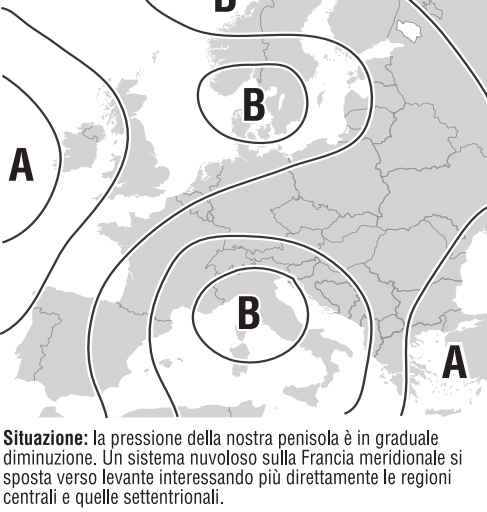 B
B
A
B
A
Situazione: la pressione della nostra penisola è in graduale
diminuzione. Un sistema nuvoloso sulla Francia meridionale si
sposta verso levante interessando più direttamente le regioni
centrali e quelle settentrionali.